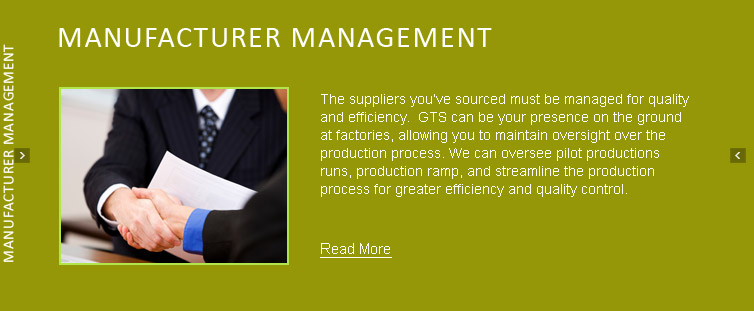 MANUFACTURER MANAGEMENT
MANUFACTURER MANAGEMENT
The suppliers you've sourced must be managed for quality
and efficiency.  GTS can be your presence on the ground
at factories, allowing you to maintain oversight over the
production process. We can oversee pilot productions
runs, production ramp, and streamline the production
process for greater efficiency and quality control.
Read More